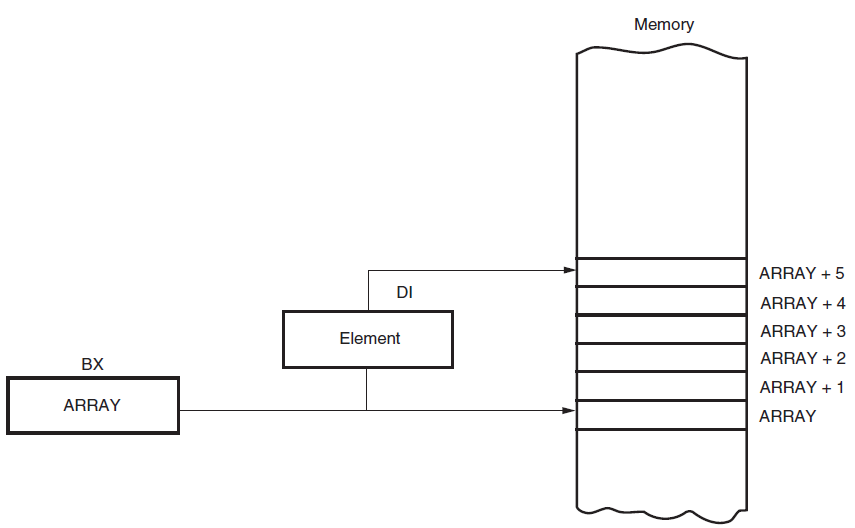 Memory
ARRAY + 5
DI
ARRAY + 4
Element
ARRAY + 3
ARRAY + 2
BX
ARRAY + 1
ARRAY
ARRAY